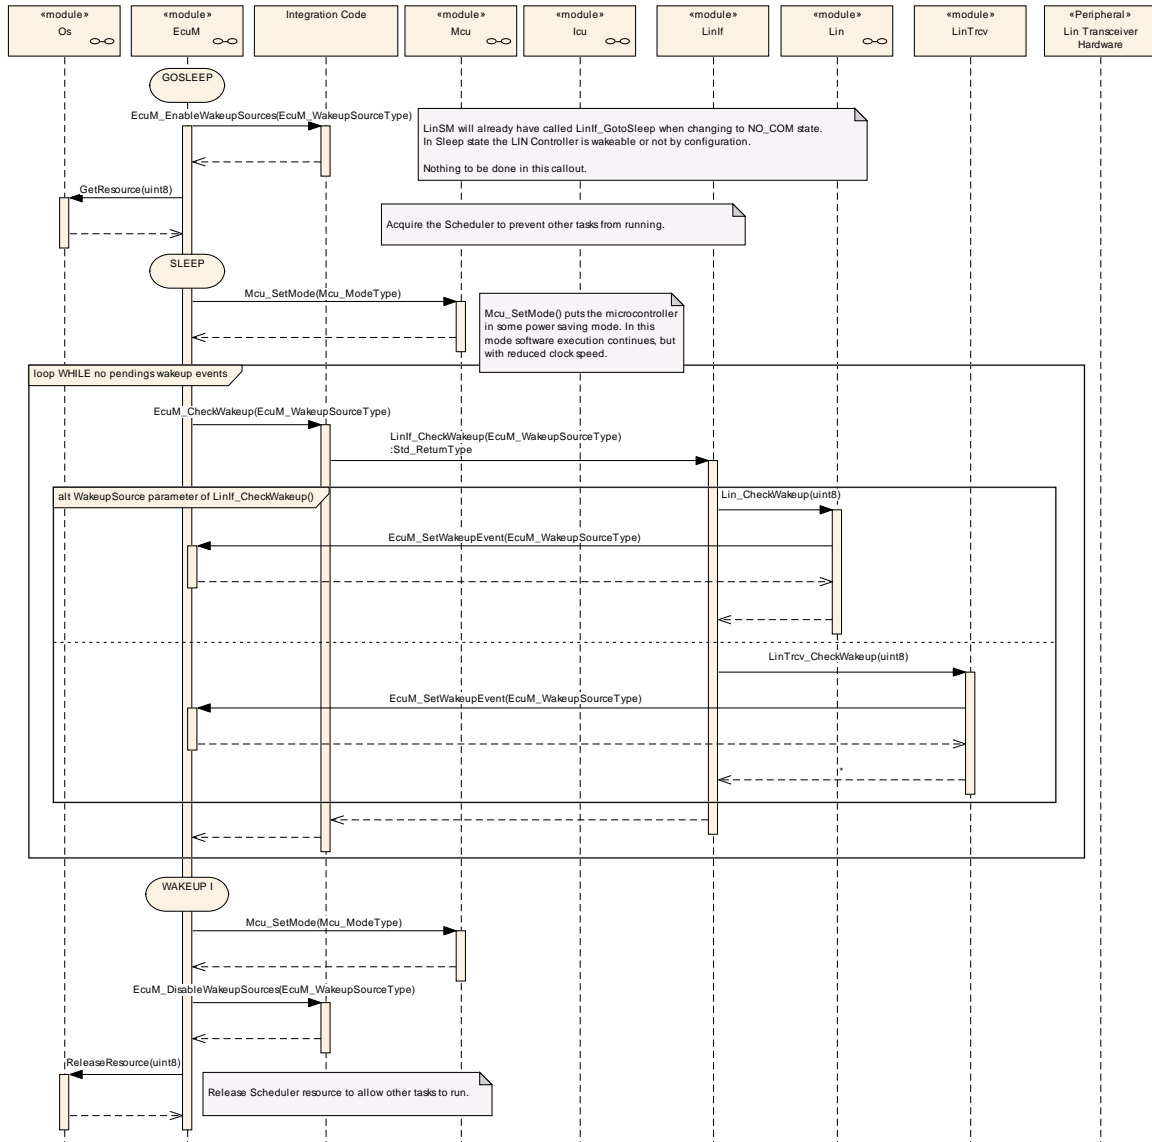 «module»
Os
«module»
EcuM
Integration Code
«module»
Mcu
«module»
Icu
«module»
LinIf
«module»
Lin
«module»
LinTrcv
«Peripheral»
Lin Transceiver
Hardware
GOSLEEP
EcuM_EnableWakeupSources(EcuM_WakeupSourceType)
LinSM will already have called LinIf_GotoSleep when changing to NO_COM state.
In Sleep state the LIN Controller is wakeable or not by configuration.
Nothing to be done in this callout.
GetResource(uint8)
Acquire the Scheduler to prevent other tasks from running.
SLEEP
Mcu_SetMode(Mcu_ModeType)
Mcu_SetMode() puts the microcontroller
in some power saving mode. In this
mode software execution continues, but
with reduced clock speed.
loop WHILE no pendings wakeup events
EcuM_CheckWakeup(EcuM_WakeupSourceType)
LinIf_CheckWakeup(EcuM_WakeupSourceType)
:Std_ReturnType
alt WakeupSource parameter of LinIf_CheckWakeup()
Lin_CheckWakeup(uint8)
EcuM_SetWakeupEvent(EcuM_WakeupSourceType)
LinTrcv_CheckWakeup(uint8)
EcuM_SetWakeupEvent(EcuM_WakeupSourceType)
*
WAKEUP I
Mcu_SetMode(Mcu_ModeType)
EcuM_DisableWakeupSources(EcuM_WakeupSourceType)
ReleaseResource(uint8)
Release Scheduler resource to allow other tasks to run.